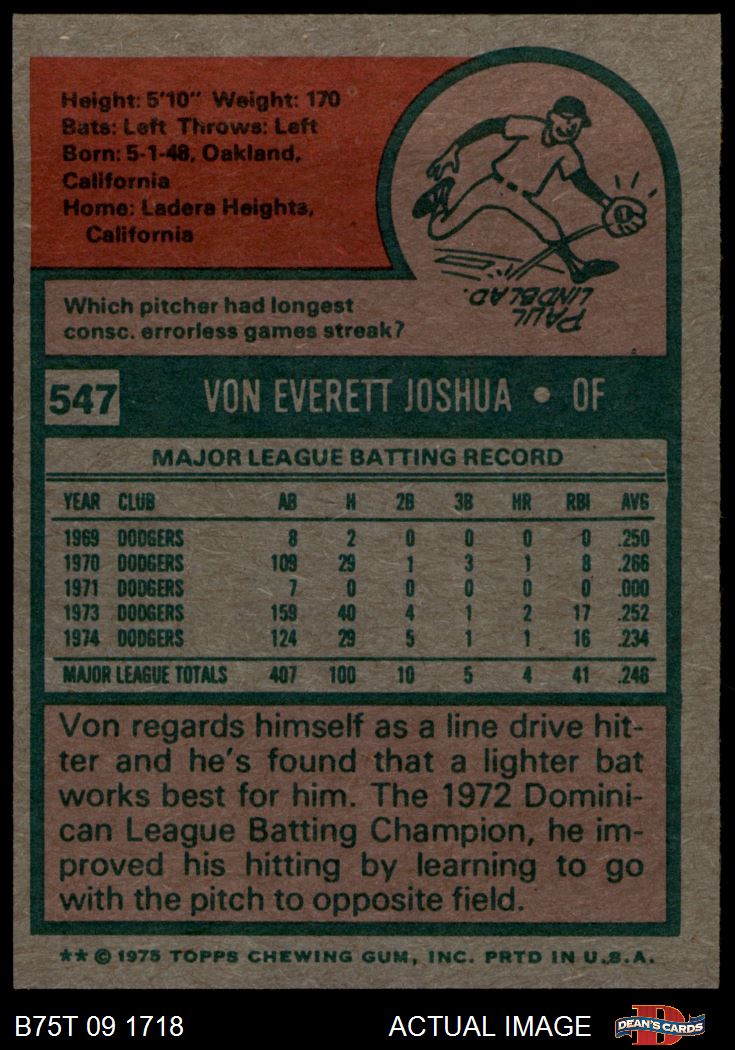 Height: 5'10" Weight: 170
Bats: Left Throws: Left
Born: 5-1-48, Oakland,
California
Home: Ladera Heights,
California
PAUL
LINDBLAD.
Which pitcher had longest
consc. errorless games streak?
547 VON EVERETT JOSHUA • OF
MAJOR LEAGUE BATTING RECORD
YEAR CLUB AB H 2B 3B HR RBI AVG
1969 DODGERS 8 2 0 0 0 0 .250
1970 DODGERS 109 29 1 3 1 8 .266
1971 DODGERS 7 0 0 0 0 0 .000
1973 DODGERS 159 40 4 1 2 17 .252
1974 DODGERS 124 29 5 1 1 16 .234
MAJOR LEAGUE TOTALS 407 100 10 5 4 41 .246
Von regards himself as a line drive hit-
ter and he's found that a lighter bat
works best for him. The 1972 Domini-
can League Batting Champion, he im-
proved his hitting by learning to go
with the pitch to opposite field.
** © 1975 TOPPS CHEWING GUM, INC. PRTD IN U.S.A.
B75T 09 1718 ACTUAL IMAGE D DEAN'S CARDS